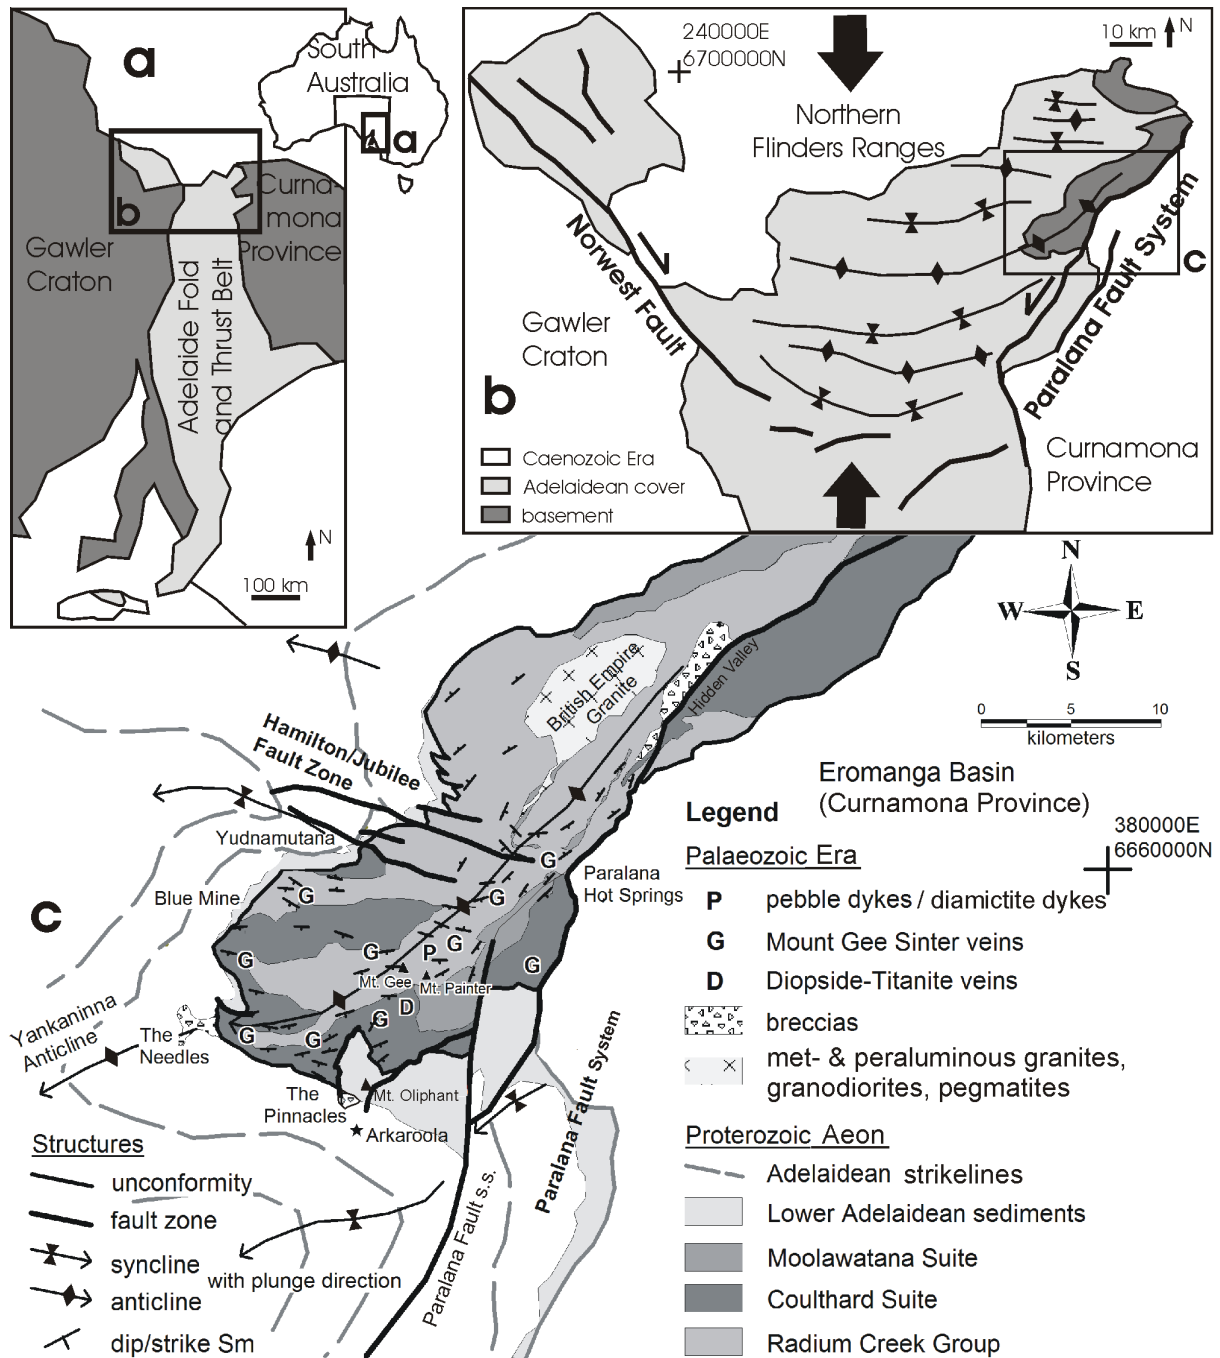 a
South
Australia
a
b
Gawler
Craton
Curna-
mona
Province
Adelaide Fold
and Thrust Belt
N
100 km
240000E
6700000N
10 km
N
Northern
Flinders Ranges
Norwest Fault
Gawler
Craton
Paralana Fault System
c
b
Curnamona
Province
Caenozoic Era
Adelaidean cover
basement
N
W
E
S
0
5
10
kilometers
British Empire
Granite
Hidden Valley
Hamilton/Jubilee
Fault Zone
Yudnamutana
Blue Mine
c
Paralana
Hot Springs
Eromanga Basin
(Curnamona Province)
380000E
6660000N
G
G
G
G
G
P
G
G
G
Mt. Gee
Mt. Painter
D
G
G
G
Yankaninna
Anticline
The
Needles
The
Pinnacles
Mt. Oliphant
Arkaroola
Paralana Fault System
Paralana Fault s.s.
Structures
unconformity
fault zone
syncline
with plunge direction
anticline
dip/strike Sm
Legend
Palaeozoic Era
P pebble dykes / diamictite dykes
G Mount Gee Sinter veins
D Diopside-Titanite veins
breccias
met- & peraluminous granites,
granodiorites, pegmatites
Proterozoic Aeon
Adelaidean strikelines
Lower Adelaidean sediments
Moolawatana Suite
Coulthard Suite
Radium Creek Group